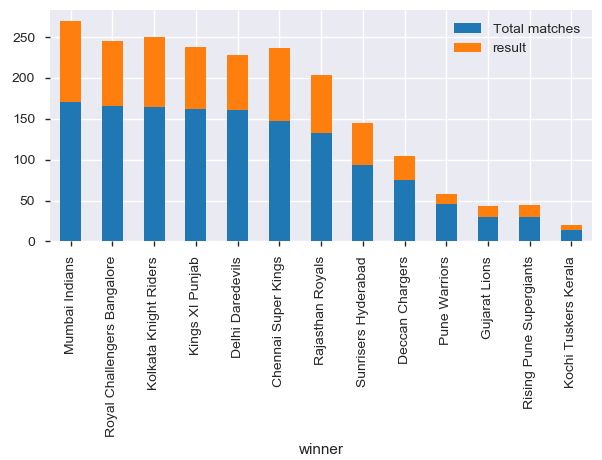 Total matches
result
250
200
150
100
50
0
Mumbai Indians
Royal Challengers Bangalore
Kolkata Knight Riders
Kings XI Punjab
Delhi Daredevils
Chennai Super Kings
Rajasthan Royals
Sunrisers Hyderabad
Deccan Chargers
Pune Warriors
Gujarat Lions
Rising Pune Supergiants
Kochi Tuskers Kerala
winner